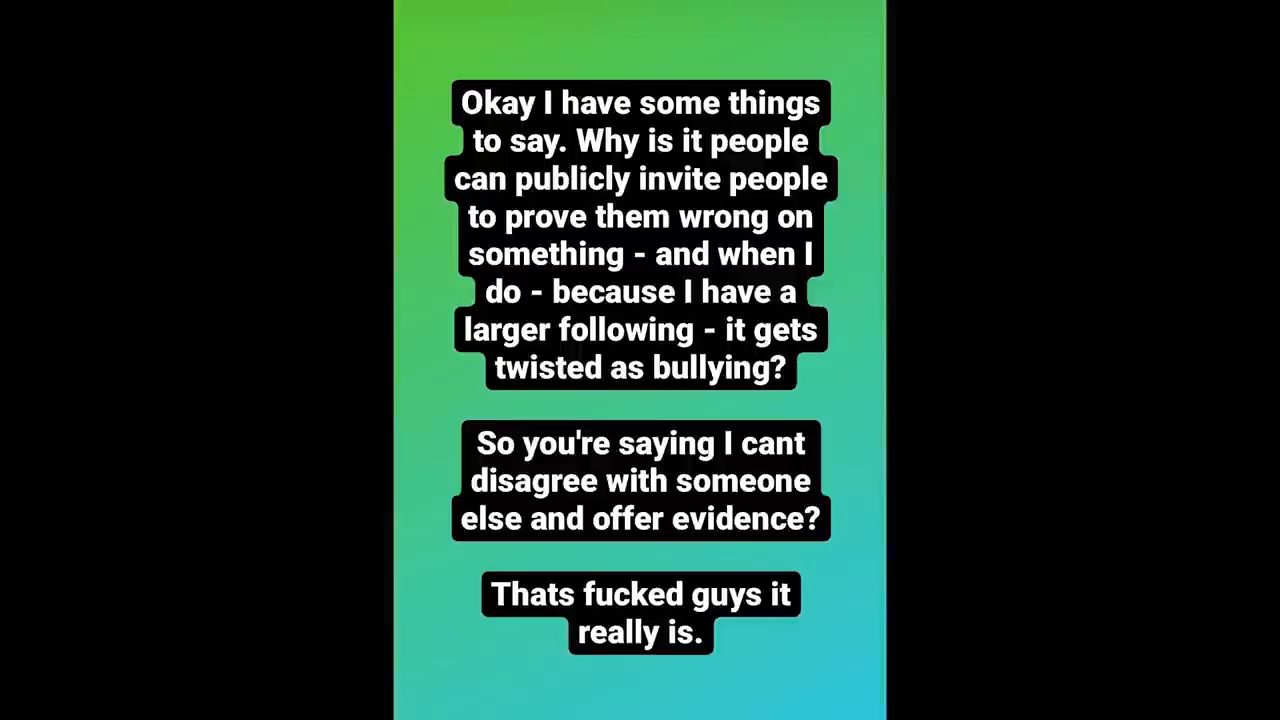 Okay I have some things
to say. Why is it people
can publicly invite people
to prove them wrong on
something - and when I
do - because I have a
larger following - it gets
twisted as bullying?
So you're saying I cant
disagree with someone
else and offer evidence?
Thats fucked guys it
really is.